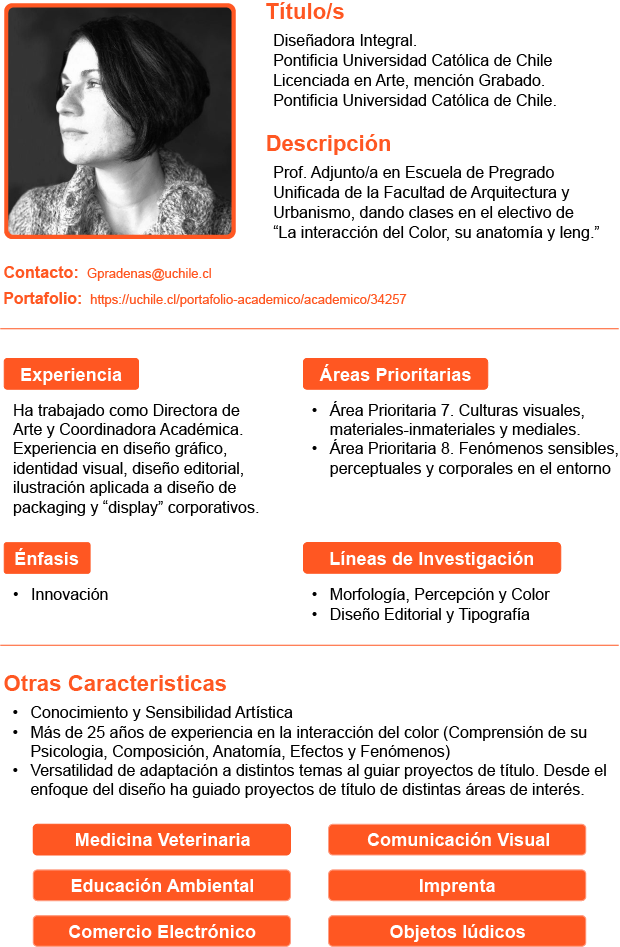 Título/s
Diseñadora Integral.
Pontificia Universidad Católica de Chile
Licenciada en Arte, mención Grabado.
Pontificia Universidad Católica de Chile.
Descripción
Prof. Adjunto/a en Escuela de Pregrado
Unificada de la Facultad de Arquitectura y
Urbanismo, dando clases en el electivo de
“La interacción del Color, su anatomía y leng.”
Contacto: Gpradenas@uchile.cl
Portafolio: https://uchile.cl/portafolio-academico/academico/34257
Experiencia
Ha trabajado como Directora de
Arte y Coordinadora Académica.
Experiencia en diseño gráfico,
identidad visual, diseño editorial,
ilustración aplicada a diseño de
packaging y “display” corporativos.
Áreas Prioritarias
• Área Prioritaria 7. Culturas visuales,
materiales-inmateriales y mediales.
• Área Prioritaria 8. Fenómenos sensibles,
perceptuales y corporales en el entorno
Énfasis
• Innovación
Líneas de Investigación
• Morfología, Percepción y Color
• Diseño Editorial y Tipografía
Otras Caracteristicas
• Conocimiento y Sensibilidad Artística
• Más de 25 años de experiencia en la interacción del color (Comprensión de su
Psicologia, Composición, Anatomía, Efectos y Fenómenos)
• Versatilidad de adaptación a distintos temas al guiar proyectos de título. Desde el
enfoque del diseño ha guiado proyectos de título de distintas áreas de interés.
Medicina Veterinaria
Comunicación Visual
Educación Ambiental
Imprenta
Comercio Electrónico
Objetos lúdicos